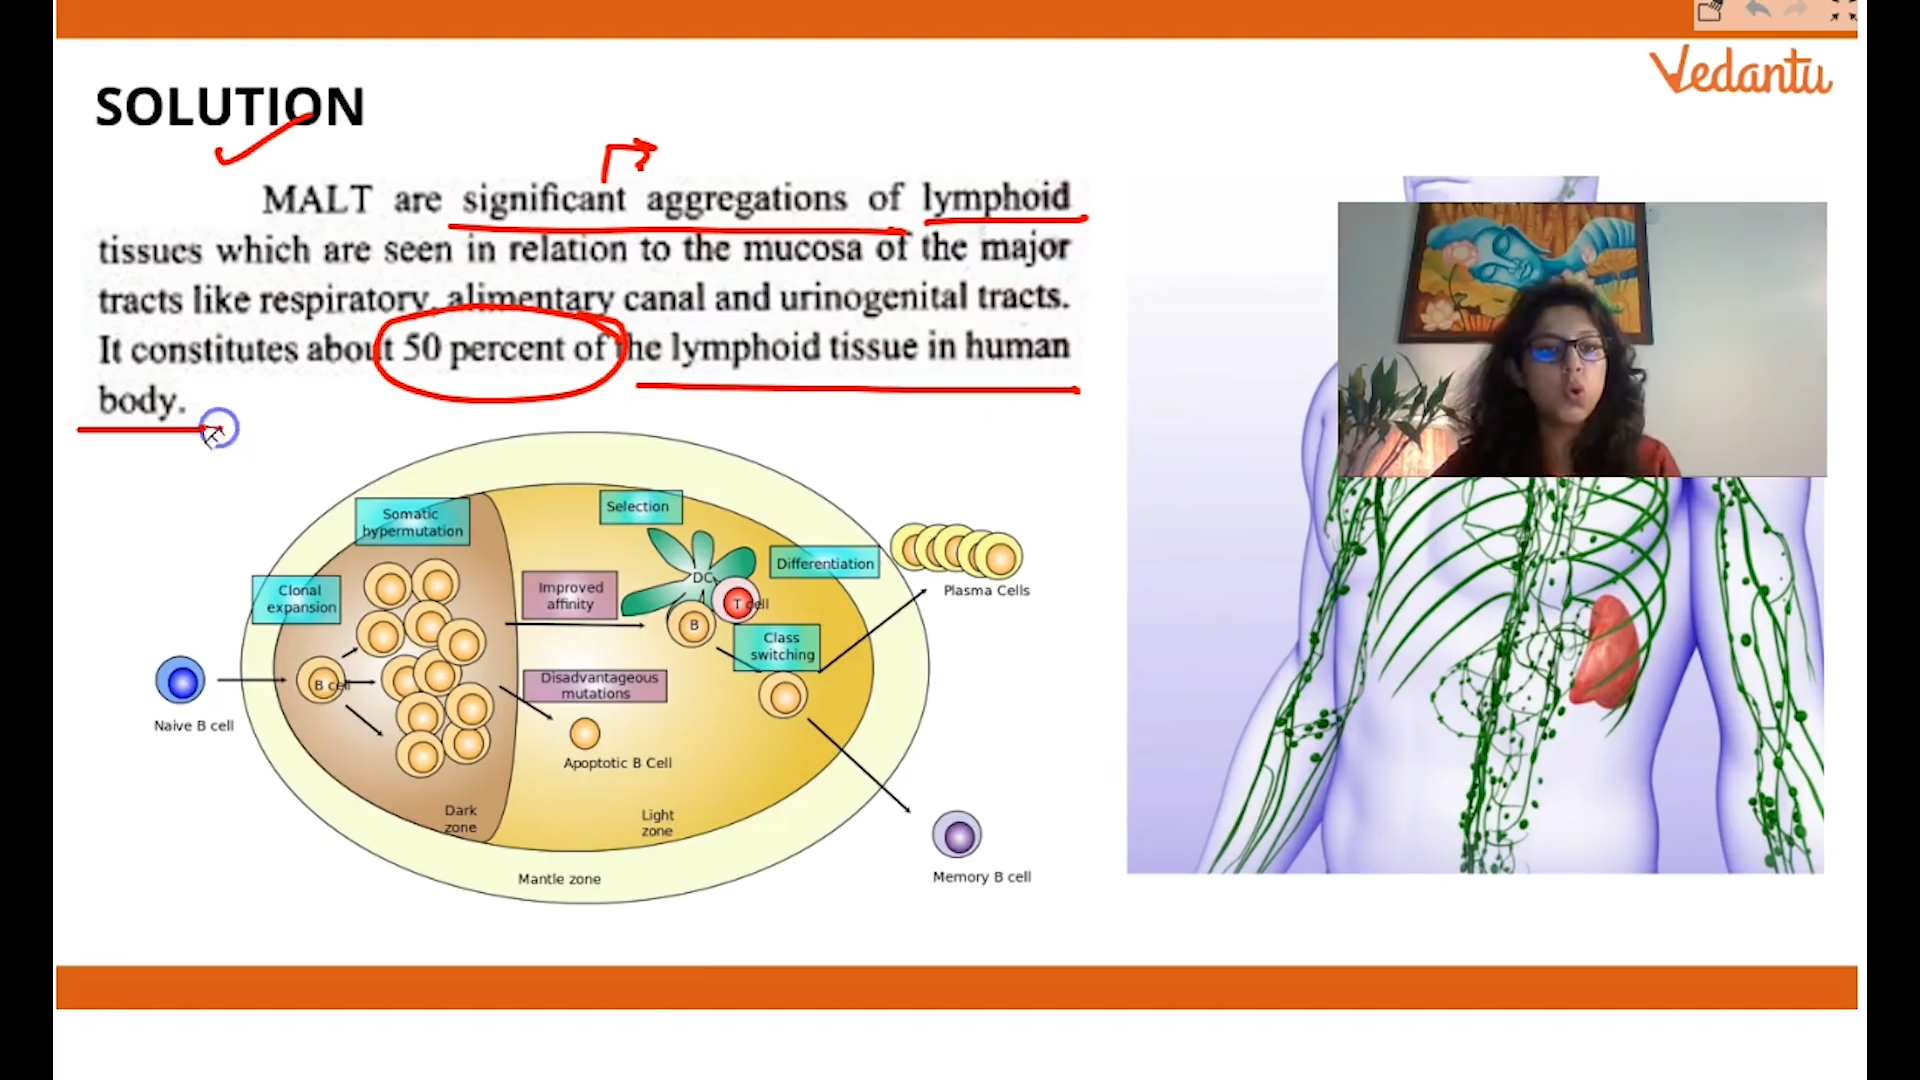 Vedantu
SOLUTION
MALT are significant aggregations of lymphoid
tissues which are seen in relation to the mucosa of the major
tracts like respiratory, alimentary canal and urinogenital tracts.
It constitutes about 50 percent of the lymphoid tissue in human
body.
Somatic
hypermutation
Selection
Clonal
expansion
Improved
affinity
DC
T cell
Differentiation
Plasma Cells
B
Class
switching
B cell
Disadvantageous
mutations
Naive B cell
Apoptotic B Cell
Dark
zone
Light
zone
Mantle zone
Memory B cell